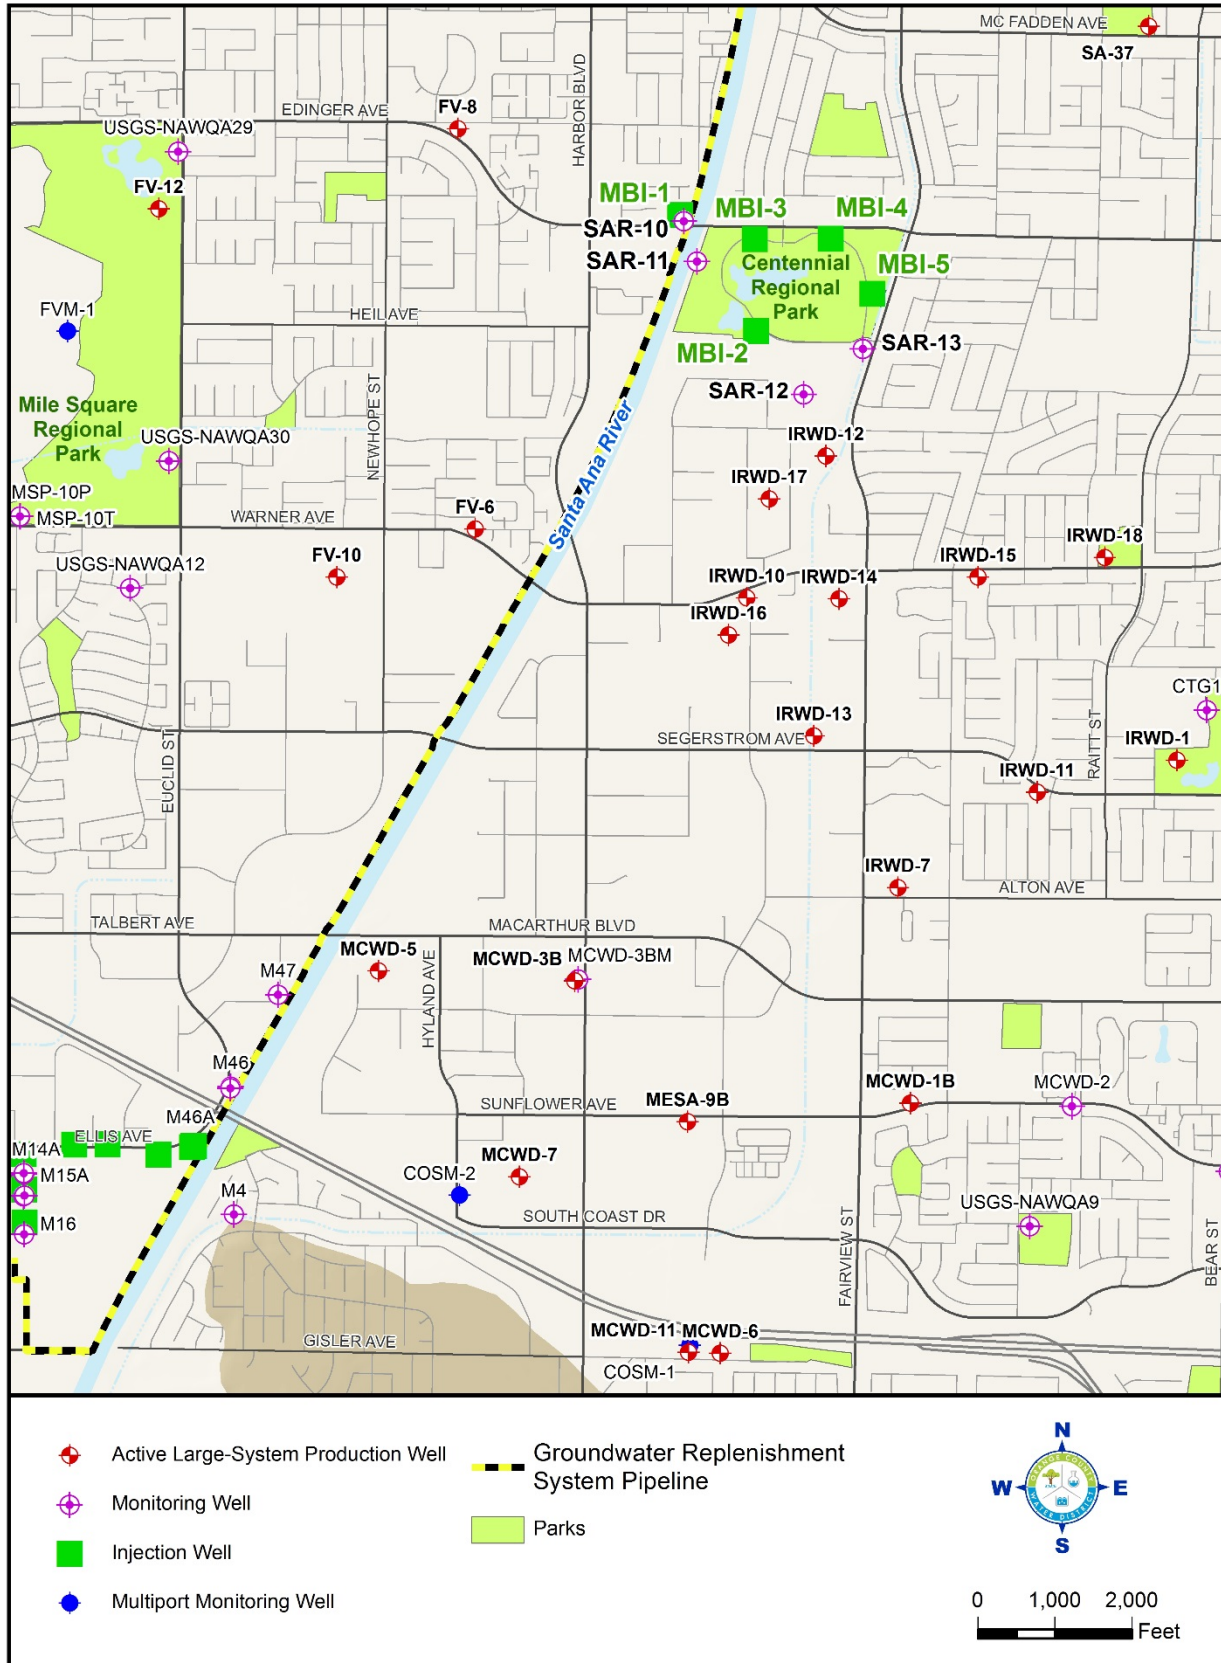 MC FADDEN AVE
SA-37
FV-8
EDINGER AVE
USGS-NAWQA29
HARBOR BLVD
FV-12
MBI-1
SAR-10
MBI-3
MBI-4
SAR-11
Centennial
Regional
Park
MBI-5
FVM-1
HEIL AVE
MBI-2
SAR-13
NEWHOPE ST
SAR-12
Mile Square
Regional
Park
USGS-NAWQA30
Santa Ana River
IRWD-12
IRWD-17
MSP-10P
MSP-10T
WARNER AVE
FV-6
FV-10
IRWD-18
IRWD-15
USGS-NAWQA12
IRWD-10
IRWD-14
IRWD-16
CTG1
EUCLID ST
IRWD-13
SEGERSTROM AVE
RAITT ST
IRWD-1
IRWD-11
IRWD-7
ALTON AVE
TALBERT AVE
MACARTHUR BLVD
MCWD-5
HYLAND AVE
MCWD-3B
MCWD-3BM
M47
M46
SUNFLOWER AVE
MESA-9B
MCWD-1B
MCWD-2
M46A
ELLIS AVE
M14A
M15A
MCWD-7
COSM-2
M4
M16
SOUTH COAST DR
USGS-NAWQA9
FAIRVIEW ST
BEAR ST
GISLER AVE
MCWD-11
MCWD-6
COSM-1
Active Large-System Production Well
Monitoring Well
Injection Well
Multiport Monitoring Well
Groundwater Replenishment
System Pipeline
Parks
N
W
E
S
ORANGE COUNTY
WATER DISTRICT
0 1,000 2,000
Feet